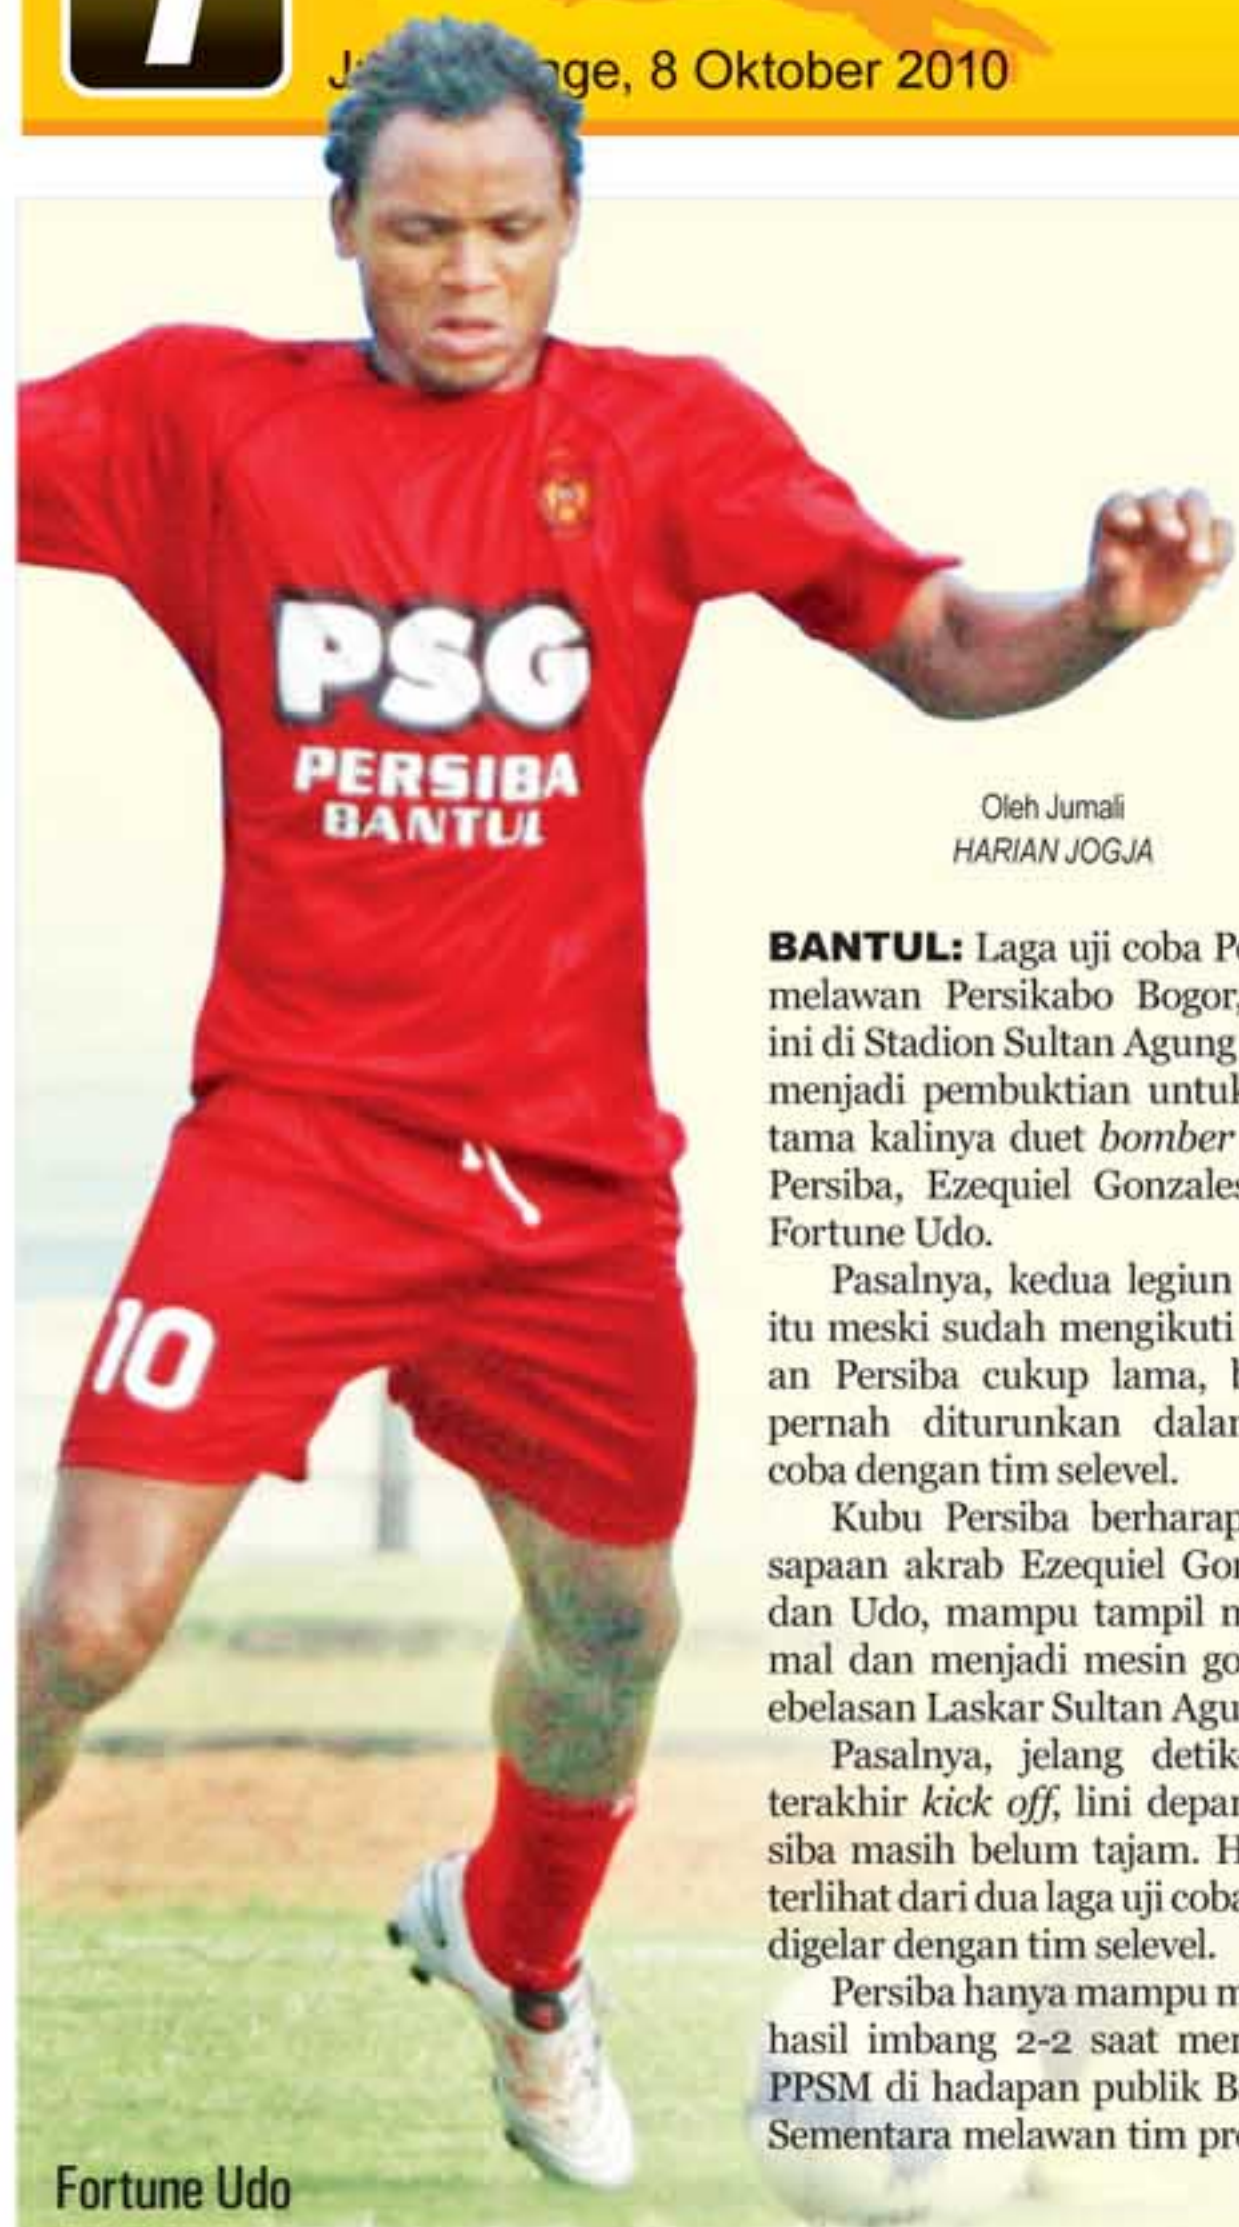 7
8 Oktober 2010
PSG
PERSIBA
BANTUL
10
Oleh Jumali
HARIAN JOGJA
BANTUL: Laga uji coba
melawan Persikabo Bogor,
ini di Stadion Sultan Agung
menjadi pembuktian
tama kalinya duet bomber
Persiba, Ezequiel Gonzales
Fortune Udo.
Pasalnya, kedua legiun
itu meski sudah mengikuti
an Persiba cukup lama,
pernah diturunkan
coba dengan tim selevel.
Kubu Persiba berharap
sapaan akrab Ezequiel
dan Udo, mampu tampil
mal dan menjadi mesin
ebelasan Laskar Sultan
Pasalnya, jelang
terakhir kick off, lini
siba masih belum tajam.
terlihat dari dua laga uji coba
digelar dengan tim selevel.
Persiba hanya mampu
hasil imbang 2-2 saat
PPSM di hadapan publik
Sementara melawan tim
Fortune Udo